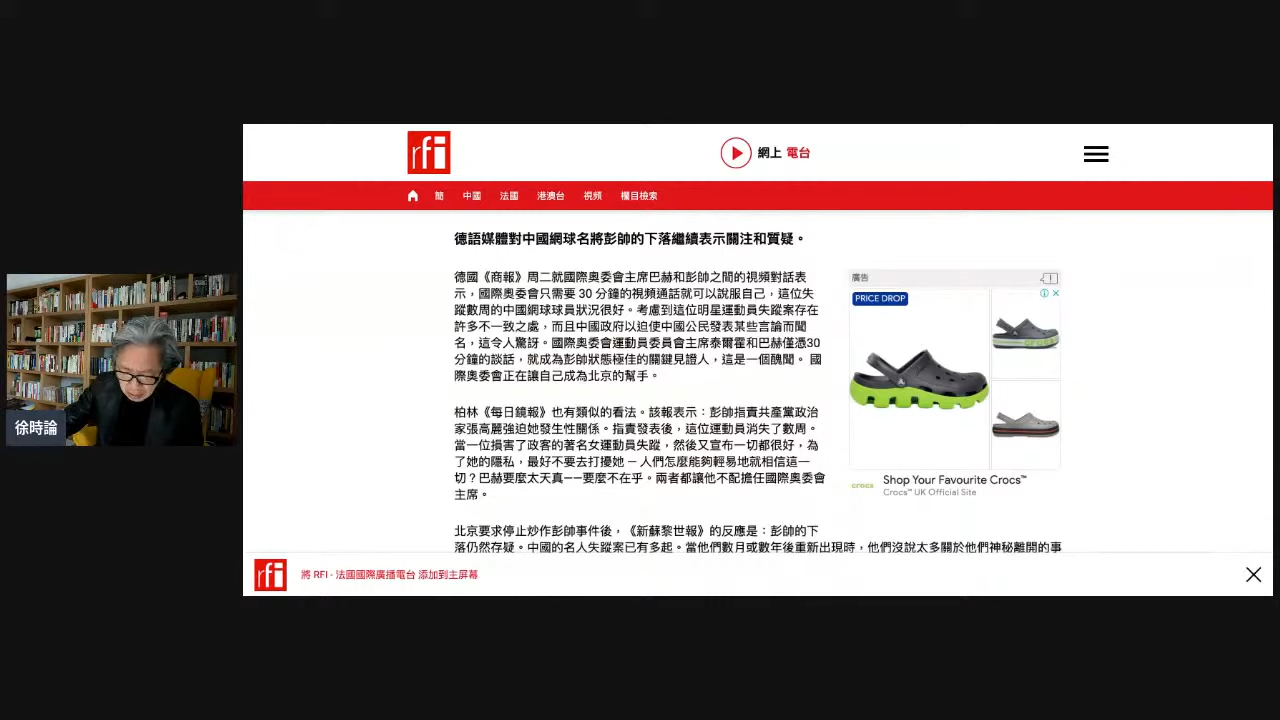 rfi
網上 電台
簡 中國 法國 港澳台 視頻 欄目檢索
德語媒體對中國網球名將彭帥的下落繼續表示關注和質疑。
德國《商報》周二就國際奧委會主席巴赫和彭帥之間的視頻對話表
示，國際奧委會只需要 30 分鐘的視頻通話就可以說服自己，這位失
蹤數周的中國網球球員狀況很好。考慮到這位明星運動員失蹤案存在
許多不一致之處，而且中國政府以迫使中國公民發表某些言論而聞
名，這令人驚訝。國際奧委會運動員委員會主席泰爾霍和巴赫僅憑30
分鐘的談話，就成為彭帥狀態極佳的關鍵見證人，這是一個醜聞。 國
際奧委會正在讓自己成為北京的幫手。
柏林《每日鏡報》也有類似的看法。該報表示：彭帥指責共產黨政治
家張高麗強迫她發生性關係。指責發表後，這位運動員消失了數周。
當一位損害了政客的著名女運動員失蹤，然後又宣布一切都很好，為
了她的隱私，最好不要去打擾她 — 人們怎麼能夠輕易地就相信這一
切？巴赫要麼太天真——要麼不在乎。兩者都讓他不配擔任國際奧委會
主席。
北京要求停止炒作彭帥事件後，《新蘇黎世報》的反應是：彭帥的下
落仍然存疑。中國的名人失蹤案已有多起。當他們數月或數年後重新出現時，他們沒說太多關於他們神秘離開的事
廣告
PRICE DROP
crocs
Shop Your Favourite Crocs™
Crocs™ UK Official Site
徐時論
rfi
將 RFI - 法國國際廣播電台 添加到主屏幕